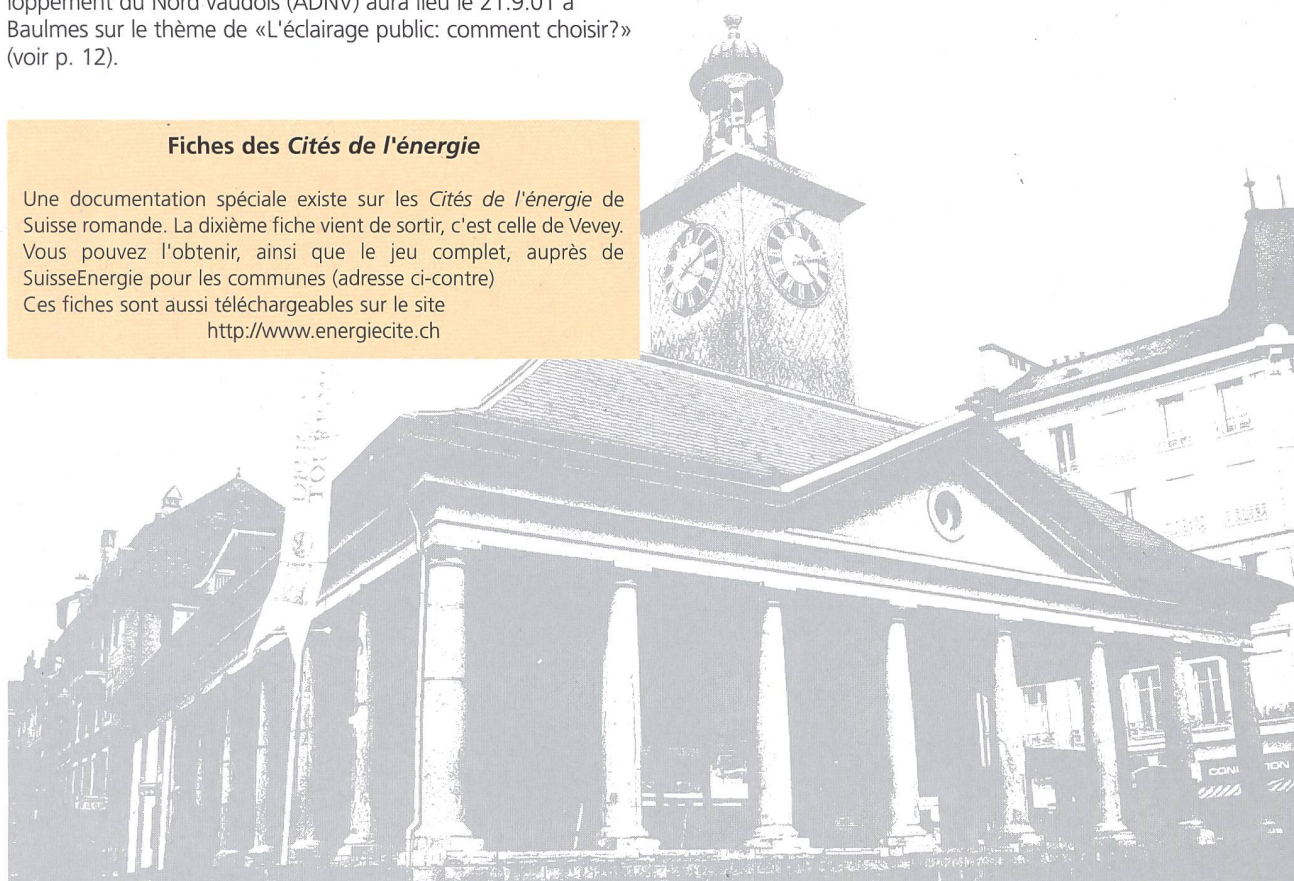 loppement du Nord vaudois (ADNV) aura lieu le 21.9.01 à
Baulmes sur le thème de «L'éclairage public: comment choisir?»
(voir p. 12).
Fiches des Cités de l'énergie
Une documentation spéciale existe sur les Cités de l'énergie de
Suisse romande. La dixième fiche vient de sortir, c'est celle de Vevey.
Vous pouvez l'obtenir, ainsi que le jeu complet, auprès de
SuisseEnergie pour les communes (adresse ci-contre)
Ces fiches sont aussi téléchargeables sur le site
http://www.energiecite.ch